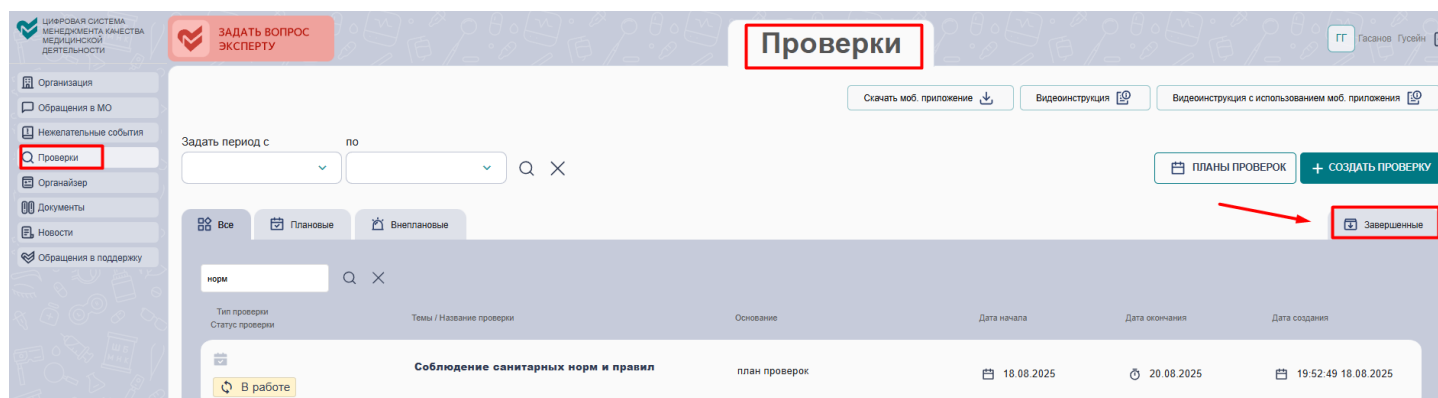 ЦИФРОВАЯ СИСТЕМА
МЕНЕДЖМЕНТА КАЧЕСТВА
МЕДИЦИНСКОЙ
ДЕЯТЕЛЬНОСТИ
ЗАДАТЬ ВОПРОС
ЭКСПЕРТУ
Проверки
ГГ Гасанов Гусейн
Организация
Обращения в МО
Нежелательные события
Проверки
Органайзер
Документы
Новости
Обращения в поддержку
Скачать моб. приложение
Видеоинструкция
Видеоинструкция с использованием моб. приложения
Задать период с по
ПЛАНЫ ПРОВЕРОК
+ СОЗДАТЬ ПРОВЕРКУ
Все Плановые Внеплановые Завершенные
норм
Тип проверки
Статус проверки
Темы / Название проверки Основание Дата начала Дата окончания Дата создания
Соблюдение санитарных норм и правил план проверок 18.08.2025 20.08.2025 19:52:49 18.08.2025
В работе